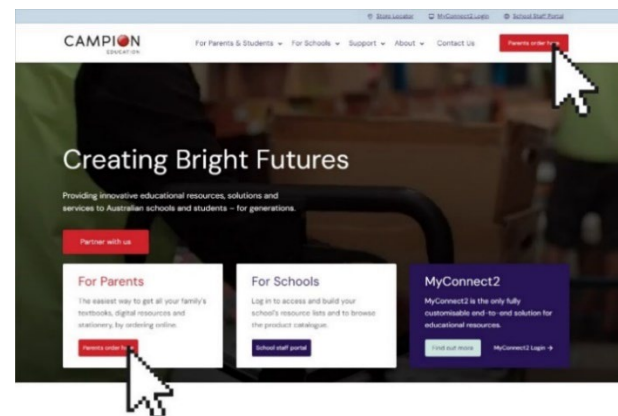 Store Locator MyConnect2 Login School Staff Portal
CAMPION
EDUCATION
For Parents & Students For Schools Support About Contact Us
Parents order
Creating Bright Futures
Providing innovative educational resources, solutions and
services to Australian schools and students – for generations.
Partner with us
For Parents
The easiest way to get all your family's
textbooks, digital resources and
stationery, by ordering online.
Parents order
For Schools
Log in to access and build your
school's resource lists and to browse
the product catalogue.
School staff portal
MyConnect2
MyConnect2 is the only fully
customisable end-to-end solution for
educational resources.
Find out more MyConnect2 Login →